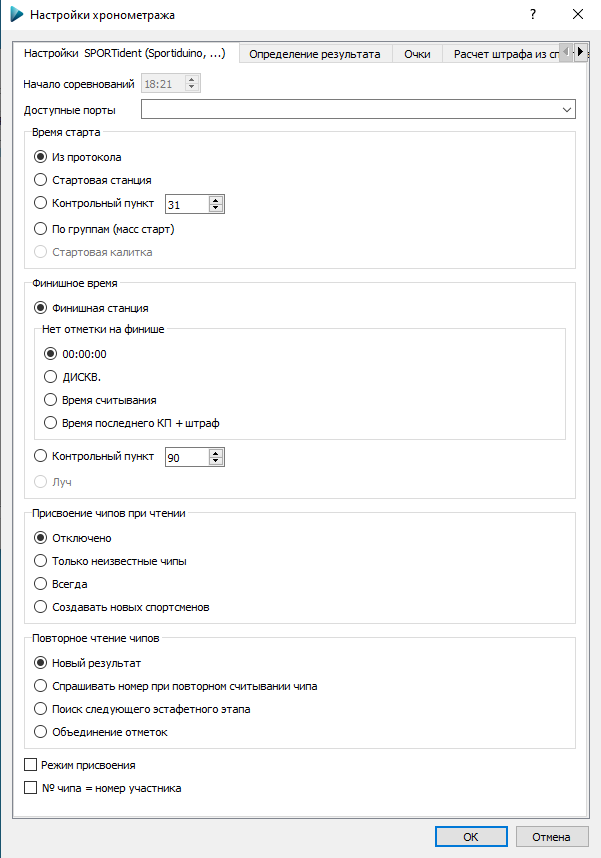 Настройки хронометража
Настройки SPORTident (Sportiduino, ...) Определение результата Очки Расчет штрафа из
Начало соревнований 18:21
Доступные порты
Время старта
Из протокола
Стартовая станция
Контрольный пункт 31
По группам (масс старт)
Стартовая калитка
Финишное время
Финишная станция
Нет отметки на финише
00:00:00
ДИСКВ.
Время считывания
Время последнего КП + штраф
Контрольный пункт 90
Луч
Присвоение чипов при чтении
Отключено
Только неизвестные чипы
Всегда
Создавать новых спортсменов
Повторное чтение чипов
Новый результат
Спрашивать номер при повторном считывании чипа
Поиск следующего эстафетного этапа
Объединение отметок
Режим присвоения
№ чипа = номер участника
ОК Отмена